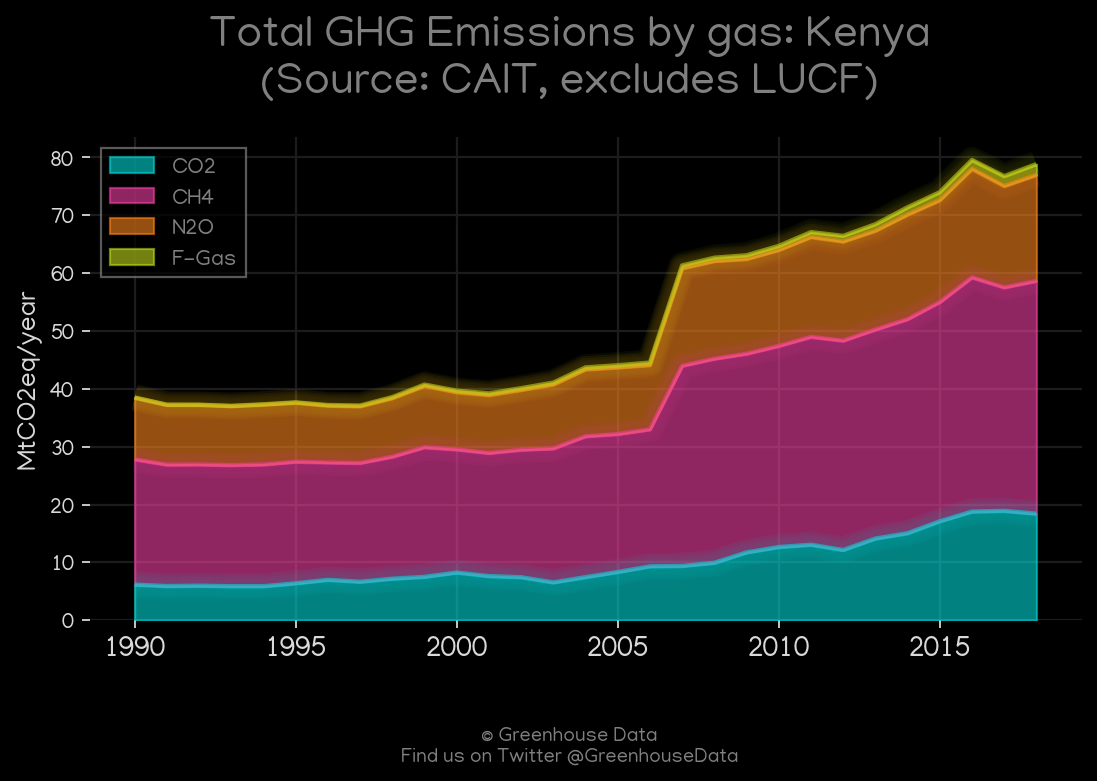 Total GHG Emissions by gas: Kenya
(Source: CAIT, excludes LUCF)
CO2
CH4
N2O
F-Gas
MtCO2eq/year
80
70
60
50
40
30
20
10
0
1990 1995 2000 2005 2010 2015
© Greenhouse Data
Find us on Twitter @GreenhouseData